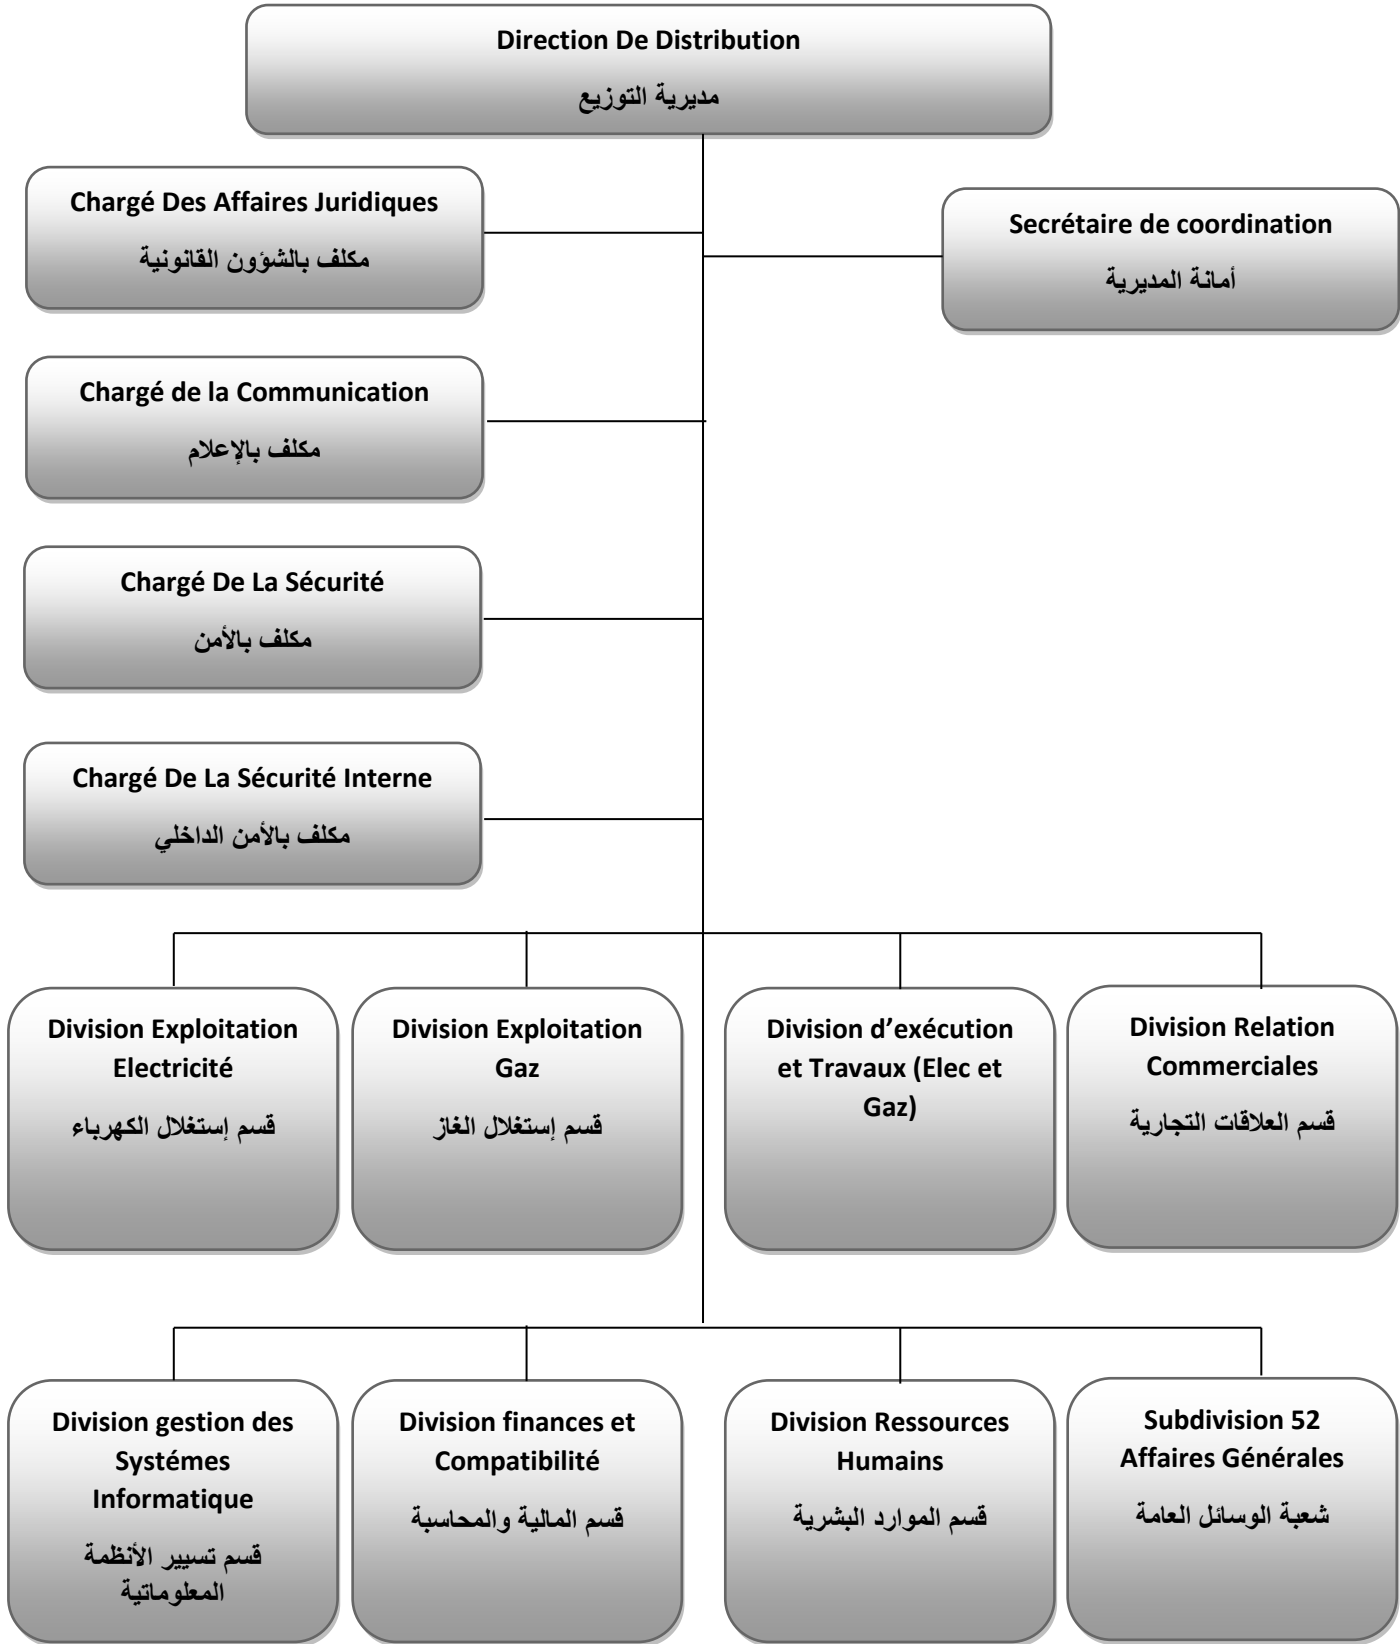 Direction De Distribution
مديرية التوزيع
Chargé Des Affaires Juridiques
مكلف بالشؤون القانونية
Secrétaire de coordination
أمانة المديرية
Chargé de la Communication
مكلف بالإعلام
Chargé De La Sécurité
مكلف بالأمن
Chargé De La Sécurité Interne
مكلف بالأمن الداخلي
Division Exploitation
Electricité
قسم إستغلال الكهرباء
Division Exploitation
Gaz
قسم إستغلال الغاز
Division d’exécution
et Travaux (Elec et
Gaz)
Division Relation
Commerciales
قسم العلاقات التجارية
Division gestion des
Systémes
Informatique
قسم تسيير الأنظمة
المعلوماتية
Division finances et
Compatibilité
قسم المالية والمحاسبة
Division Ressources
Humains
قسم الموارد البشرية
Subdivision 52
Affaires Générales
شعبة الوسائل العامة